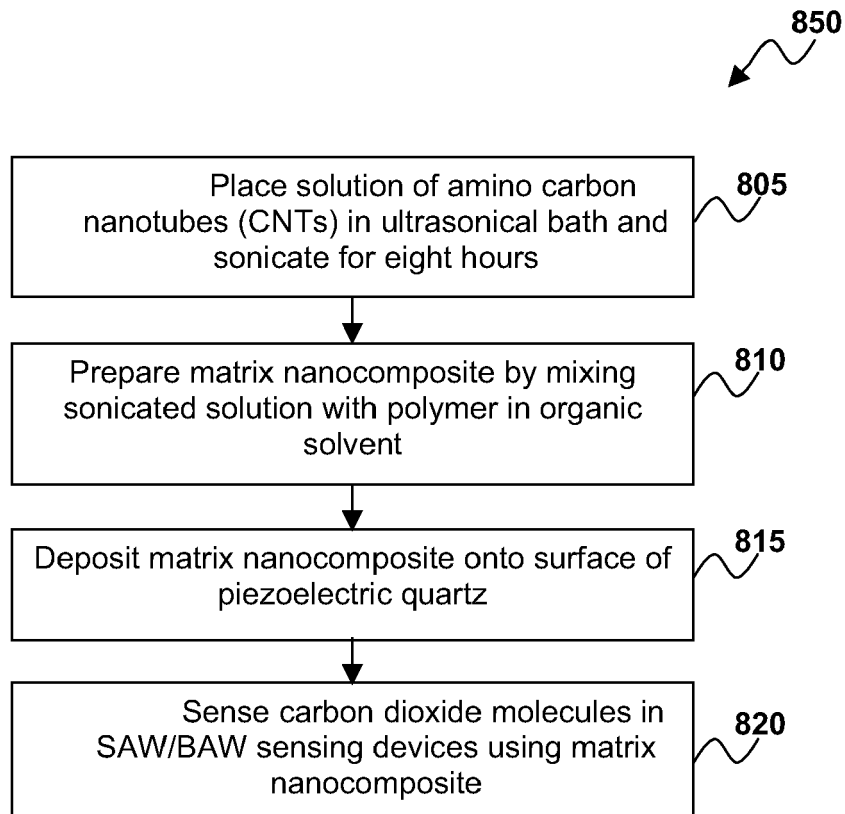 850
Place solution of amino carbon
nanotubes (CNTs) in ultrasonical bath and
sonicate for eight hours
805
Prepare matrix nanocomposite by mixing
sonicated solution with polymer in organic
solvent
810
Deposit matrix nanocomposite onto surface of
piezoelectric quartz
815
Sense carbon dioxide molecules in
SAW/BAW sensing devices using matrix
nanocomposite
820